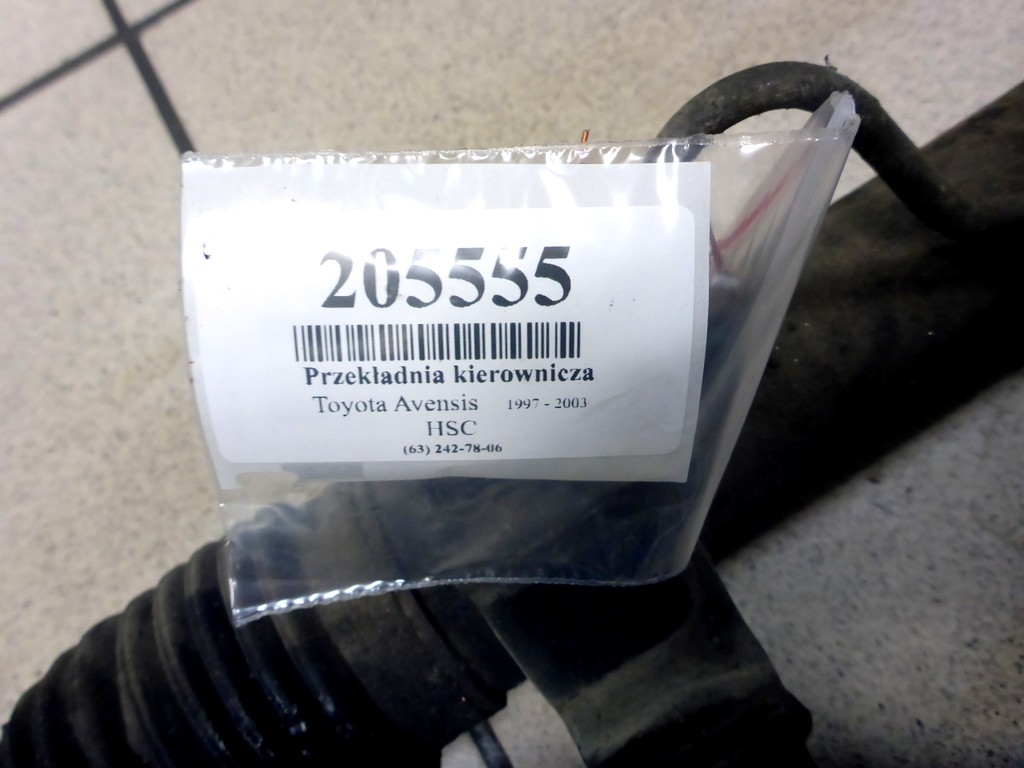 205555
Przekładnia kierownicza
Toyota Avensis 1997 - 2003
HSC
(63) 242-78-06